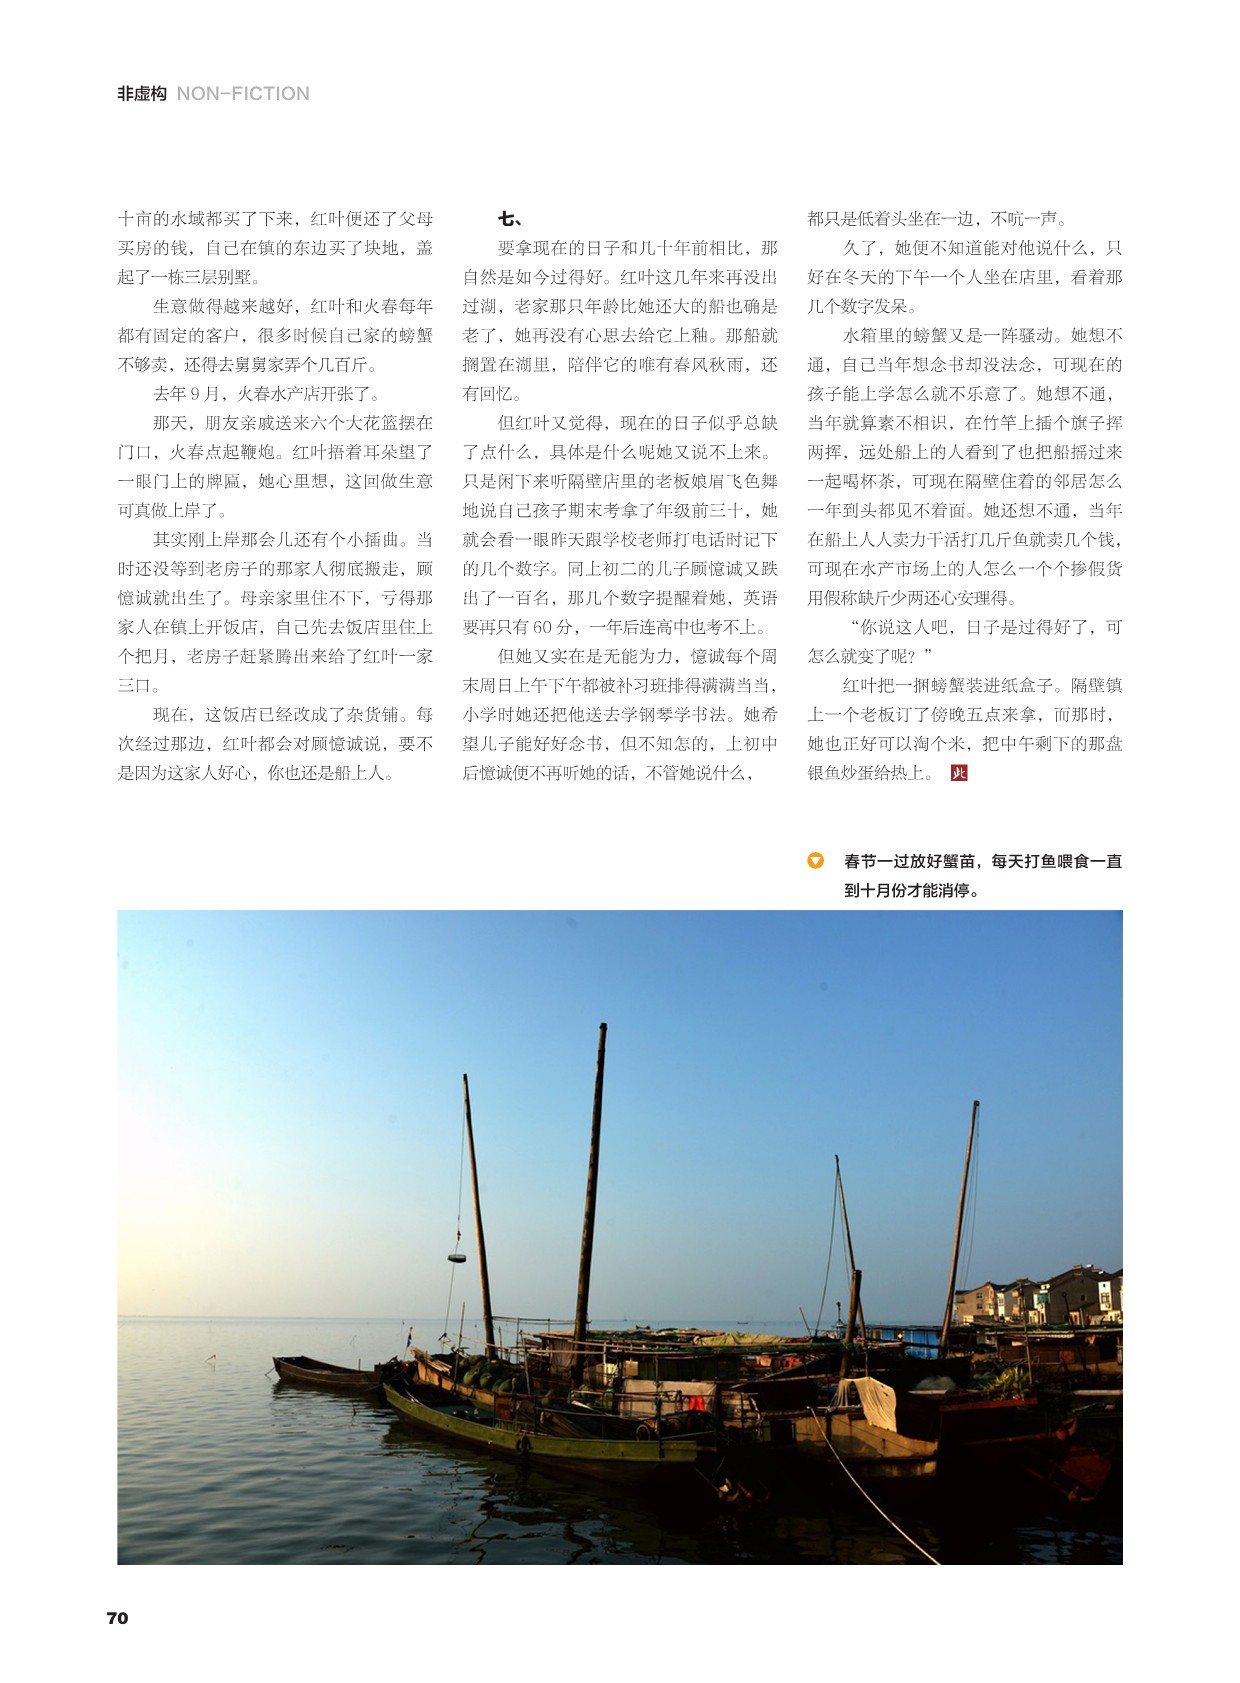 非虚构 NON-FICTION
十亩的水域都买了下来，红叶便还了父母
买房的钱，自己在镇的东边买了块地，盖
起了一栋三层别墅。
生意做得越来越好，红叶和火春每年
都有固定的客户，很多时候自己家的螃蟹
不够卖，还得去舅舅家弄个几百斤。
去年 9 月，火春水产店开张了。
那天，朋友亲戚送来六个大花篮摆在
门口，火春点起鞭炮。红叶捂着耳朵望了
一眼门上的牌匾，她心里想，这回做生意
可真做上岸了。
其实刚上岸那会儿还有个小插曲。当
时还没等到老房子的那家人彻底搬走，顾
憶诚就出生了。母亲家里住不下，亏得那
家人在镇上开饭店，自己先去饭店里住上
个把月，老房子赶紧腾出来给了红叶一家
三口。
现在，这饭店已经改成了杂货铺。每
次经过那边，红叶都会对顾憶诚说，要不
是因为这家人好心，你也还是船上人。
七、
要拿现在的日子和几十年前相比，那
自然是如今过得好。红叶这几年来再没出
过湖，老家那只年龄比她还大的船也确是
老了，她再没有心思去给它上釉。那船就
搁置在湖里，陪伴它的唯有春风秋雨，还
有回忆。
但红叶又觉得，现在的日子似乎总缺
了点什么，具体是什么呢她又说不上来。
只是闲下来听隔壁店里的老板娘眉飞色舞
地说自己孩子期末考拿了年级前三十，她
就会看一眼昨天跟学校老师打电话时记下
的几个数字。同上初二的儿子顾憶诚又跌
出了一百名，那几个数字提醒着她，英语
要再只有 60 分，一年后连高中也考不上。
但她又实在是无能为力，憶诚每个周
末周日上午下午都被补习班排得满满当当，
小学时她还把他送去学钢琴学书法。她希
望儿子能好好念书，但不知怎的，上初中
后憶诚便不再听她的话，不管她说什么，
都只是低着头坐在一边，不吭一声。
久了，她便不知道能对他说什么，只
好在冬天的下午一个人坐在店里，看着那
几个数字发呆。
水箱里的螃蟹又是一阵骚动。她想不
通，自己当年想念书却没法念，可现在的
孩子能上学怎么就不乐意了。她想不通，
当年就算素不相识，在竹竿上插个旗子挥
两挥，远处船上的人看到了也把船摇过来
一起喝杯茶，可现在隔壁住着的邻居怎么
一年到头都见不着面。她还想不通，当年
在船上人人卖力干活打几斤鱼就卖几个钱，
可现在水产市场上的人怎么一个个掺假货
用假称缺斤少两还心安理得。
“你说这人吧，日子是过得好了，可
怎么就变了呢？”
红叶把一捆螃蟹装进纸盒子。隔壁镇
上一个老板订了傍晚五点来拿，而那时，
她也正好可以淘个米，把中午剩下的那盘
银鱼炒蛋给热上。 此
春节一过放好蟹苗，每天打鱼喂食一直
到十月份才能消停。
70